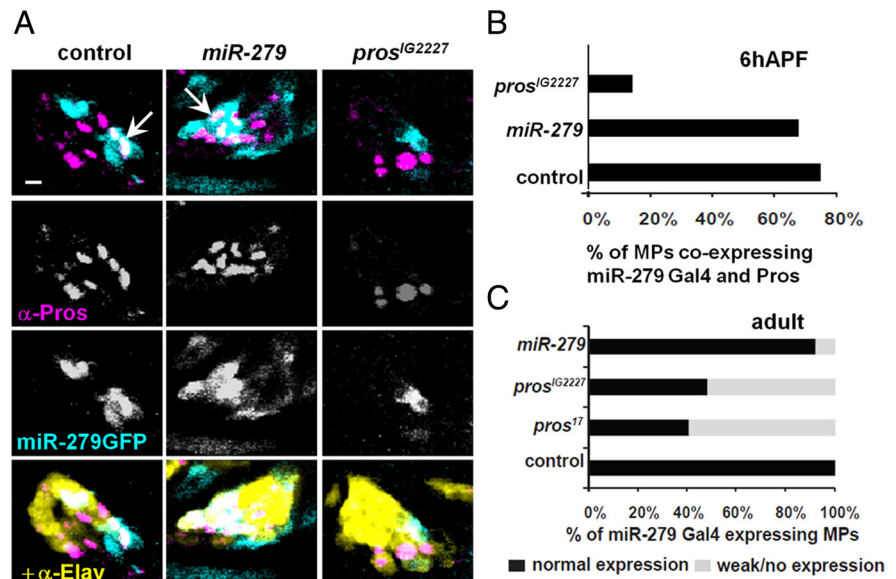 A
control miR-279 pros^IG2227
α-Pros
miR-279GFP
+α-Elav
B
6hAPF
pros^IG2227
miR-279
control
0% 20% 40% 60% 80%
% of MPs co-expressing
miR-279 Gal4 and Pros
C
adult
miR-279
pros^IG2227
pros^17
control
0% 20% 40% 60% 80% 100%
% of miR-279 Gal4 expressing MPs
normal expression weak/no expression